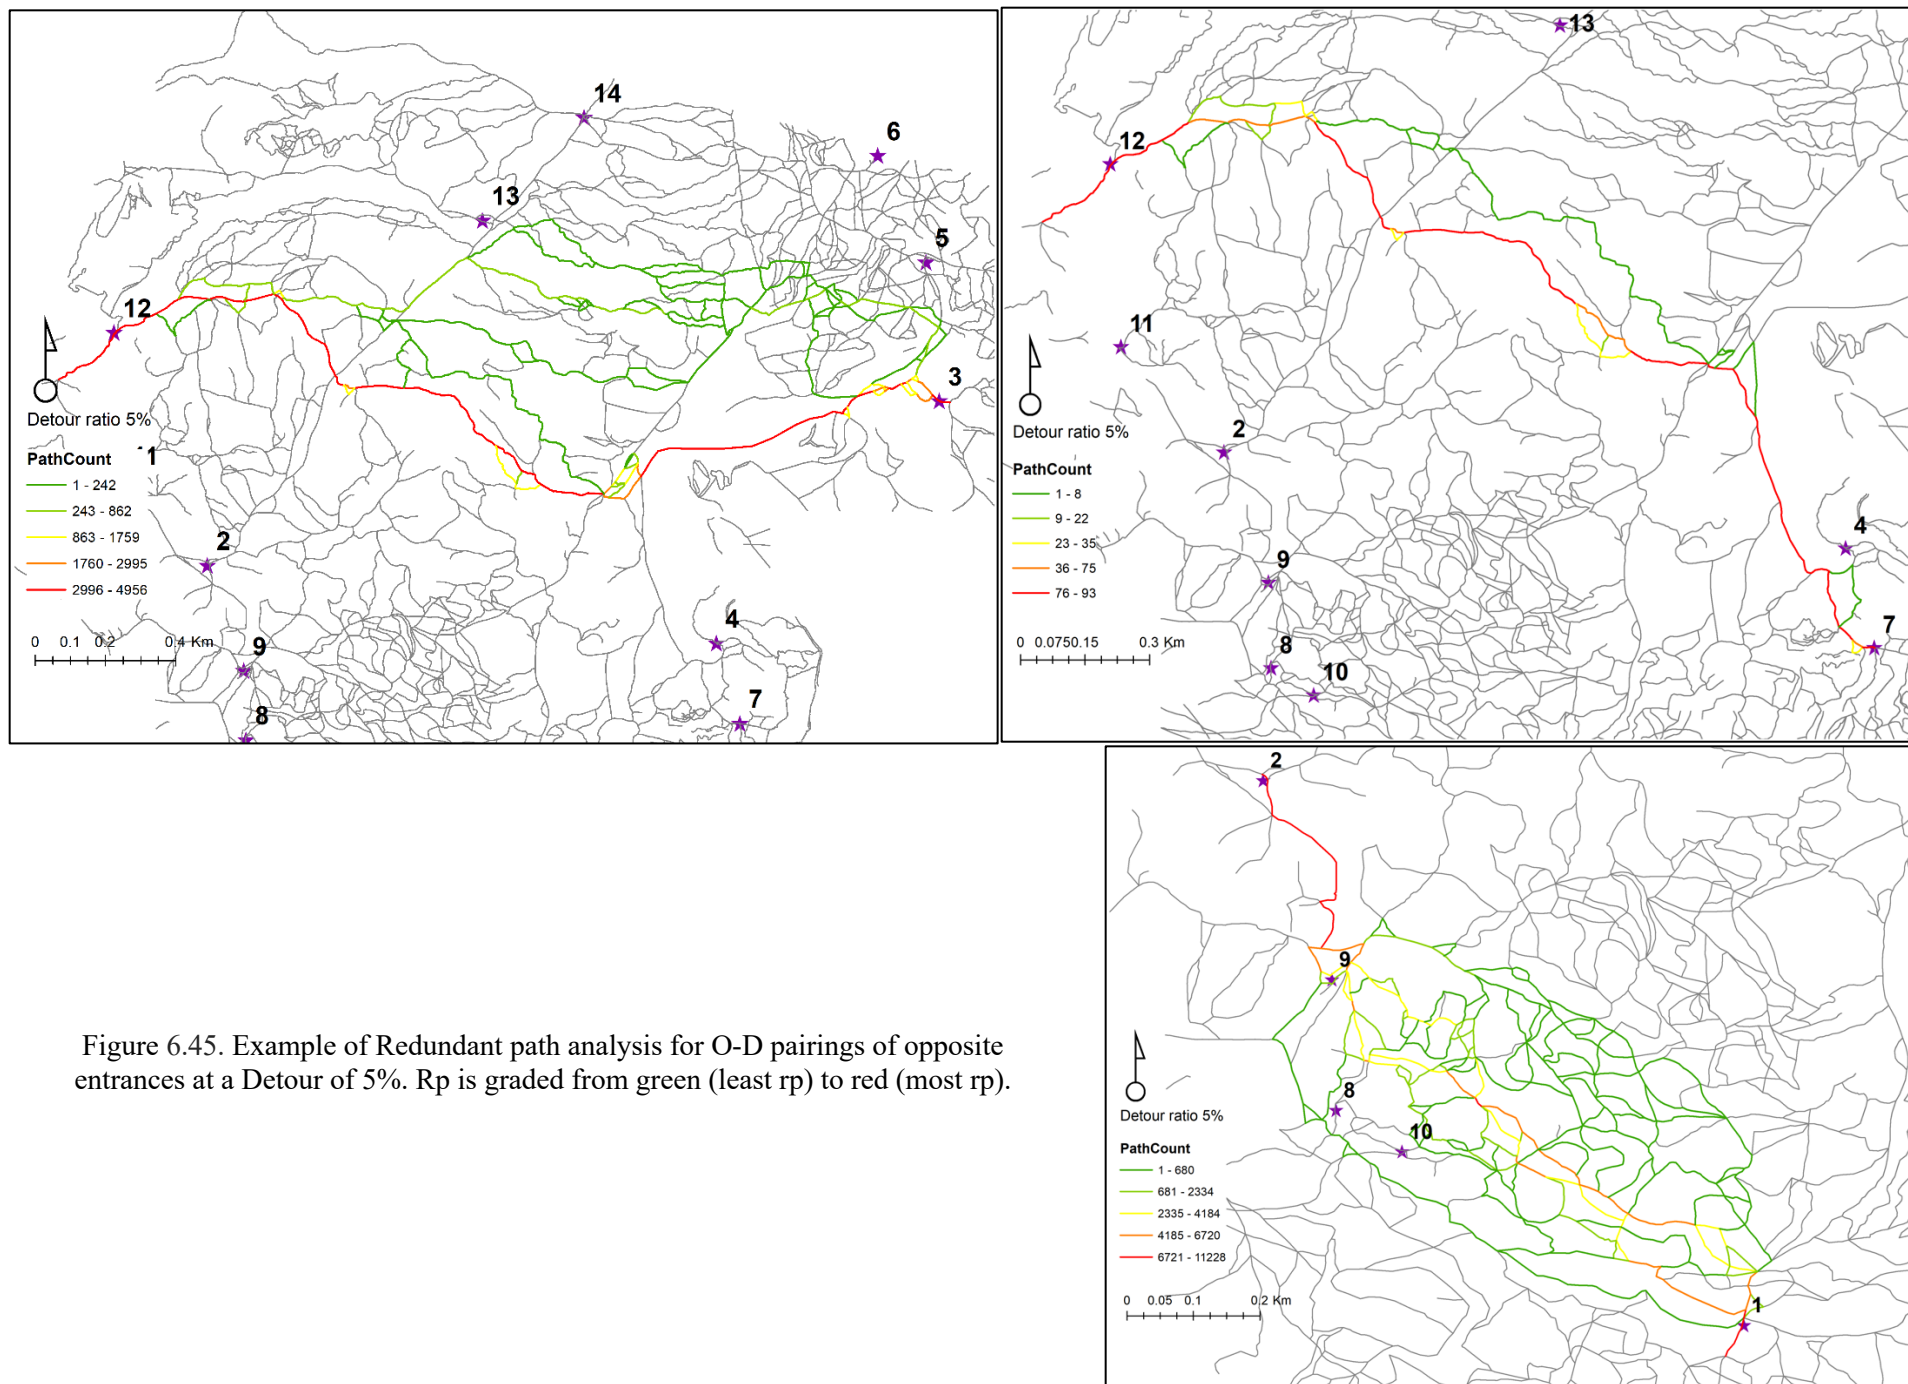 14
6
13
5
12
3
Detour ratio 5%
PathCount
1 - 242
243 - 862
863 - 1759
1760 - 2995
2996 - 4956
2
4
0 0.1 0.2 0.4 Km
9
7
8
13
12
11
Detour ratio 5%
2
PathCount
1 - 8
9 - 22
23 - 35
36 - 75
76 - 93
4
9
0 0.0750.15 0.3 Km
7
8
10
2
9
8
Detour ratio 5%
10
PathCount
1 - 680
681 - 2334
2335 - 4184
4185 - 6720
6721 - 11228
0 0.05 0.1 0.2 Km
1
Figure 6.45. Example of Redundant path analysis for O-D pairings of opposite
entrances at a Detour of 5%. Rp is graded from green (least rp) to red (most rp).